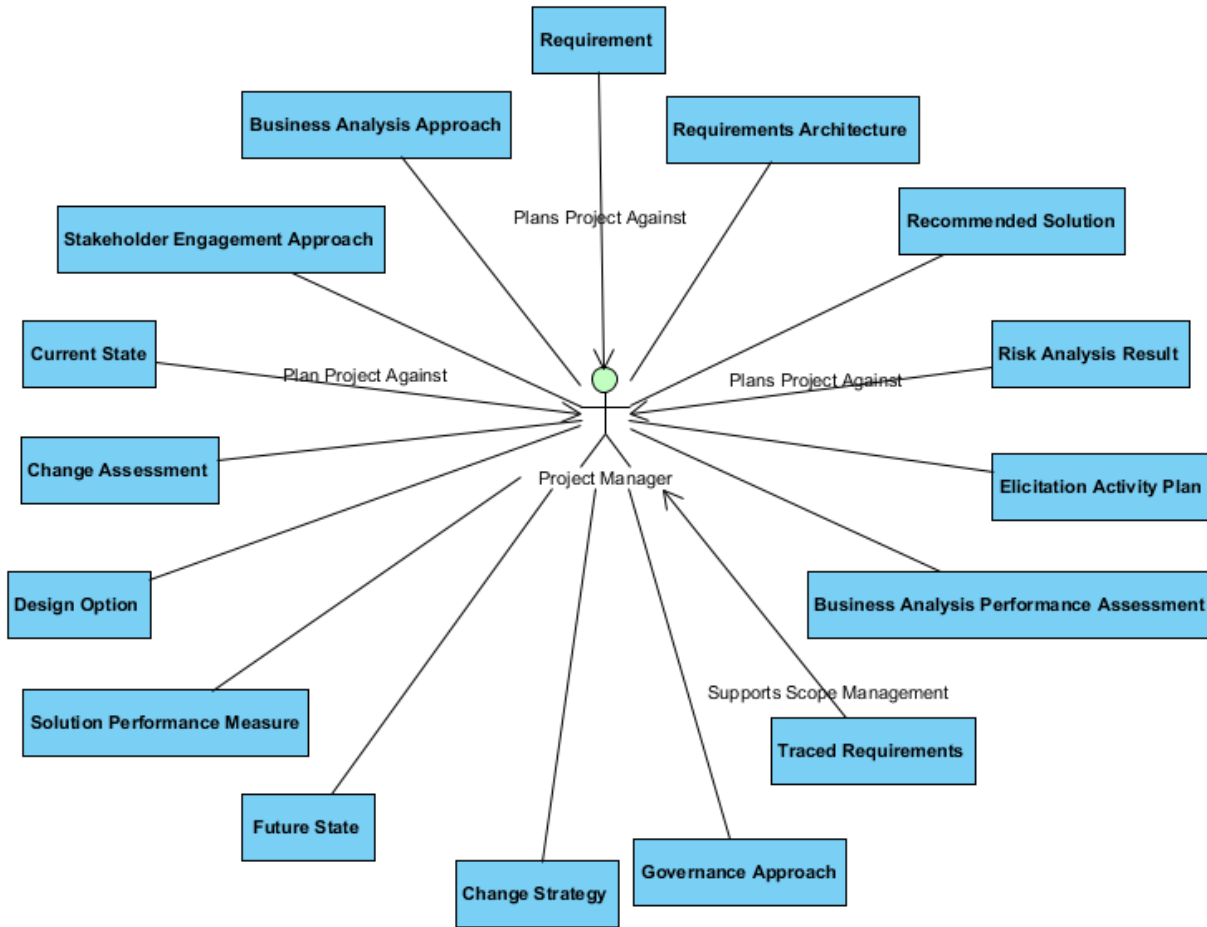 Requirement
Business Analysis Approach
Requirements Architecture
Plans Project Against
Recommended Solution
Stakeholder Engagement Approach
Current State
Plan Project Against
Plans Project Against
Risk Analysis Result
Change Assessment
Project Manager
Elicitation Activity Plan
Design Option
Business Analysis Performance Assessment
Supports Scope Management
Solution Performance Measure
Traced Requirements
Future State
Governance Approach
Change Strategy